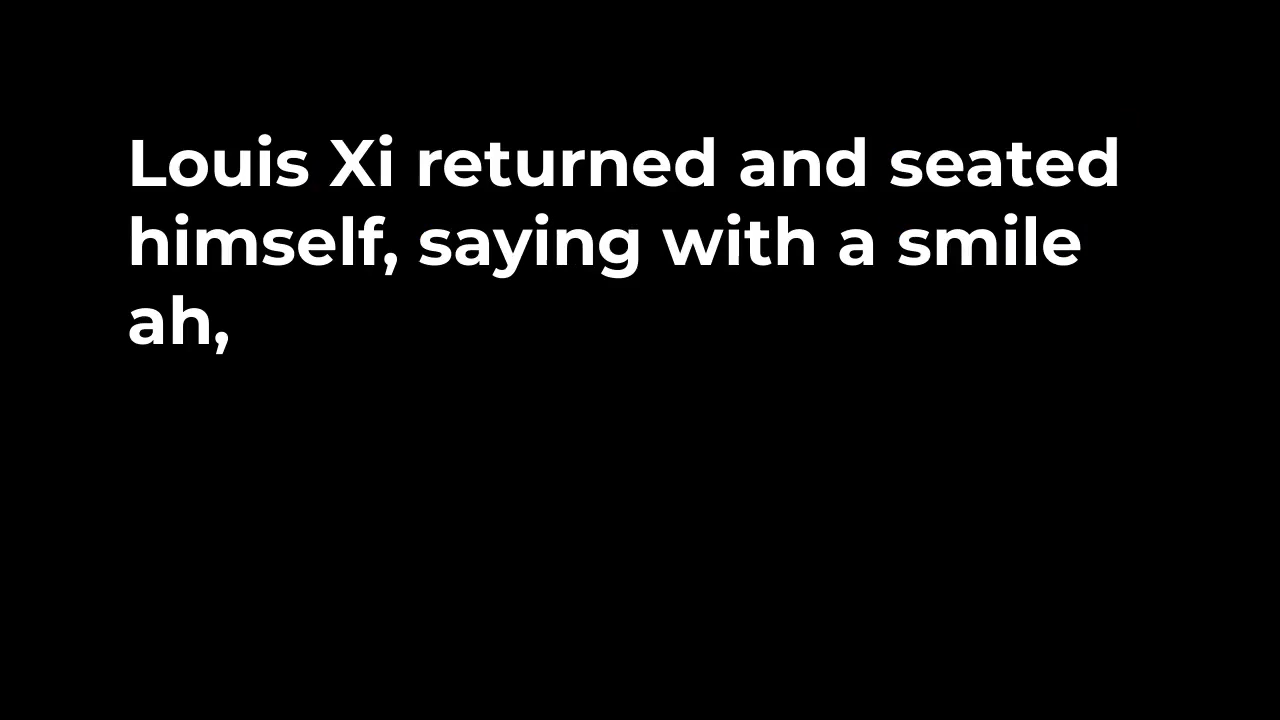 Louis Xi returned and seated
himself, saying with a smile
ah,